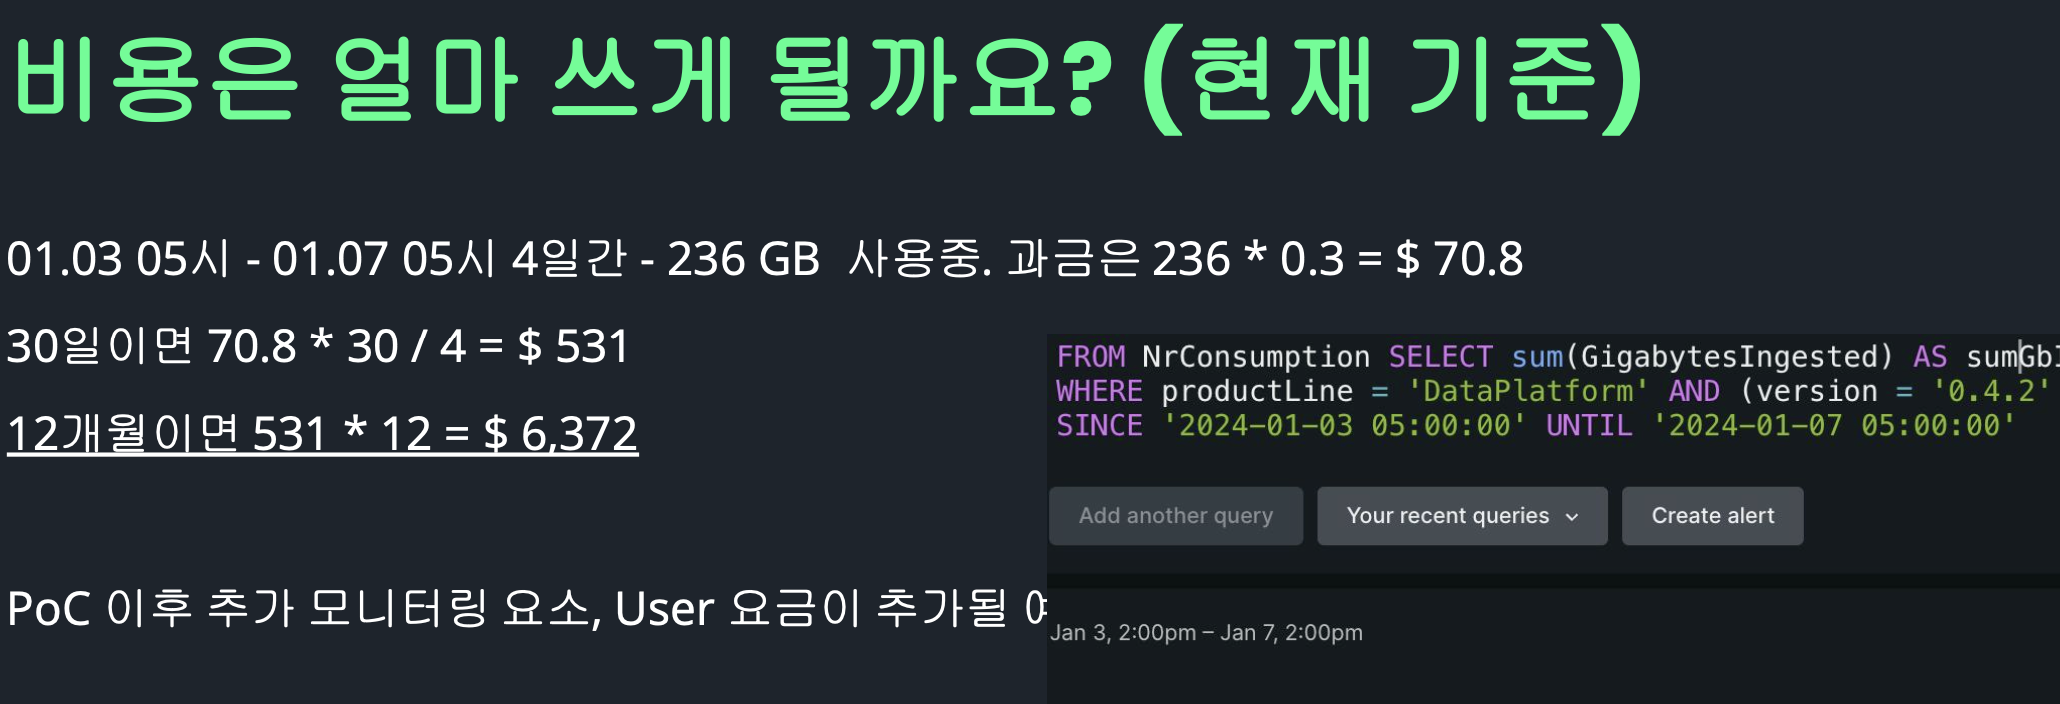 비용은 얼마 쓰게 될까요? (현재 기준)
01.03 05시 - 01.07 05시 4일간 - 236 GB 사용중. 과금은 236 * 0.3 = $ 70.8
30일이면 70.8 * 30 / 4 = $ 531
12개월이면 531 * 12 = $ 6,372
PoC 이후 추가 모니터링 요소, User 요금이 추가될
FROM NrConsumption SELECT sum(GigabytesIngested) AS sumGb
WHERE productLine = 'DataPlatform' AND (version = '0.4.2'
SINCE '2024-01-03 05:00:00' UNTIL '2024-01-07 05:00:00'
Add another query Your recent queries Create alert
Jan 3, 2:00pm – Jan 7, 2:00pm